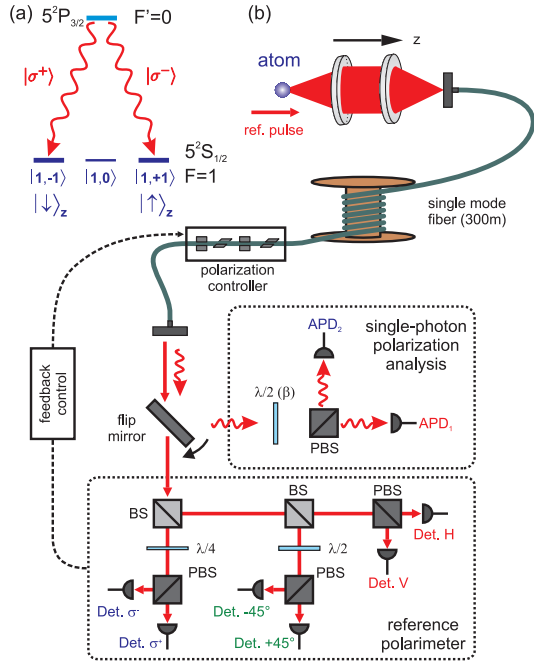 (a)
5²P₃/₂
F'=0
|σ⁺⟩
|σ⁻⟩
5²S₁/₂
F=1
|1,-1⟩
|1,0⟩
|1,+1⟩
|↓⟩z
|↑⟩z
(b)
z
atom
ref. pulse
single mode
fiber (300m)
polarization
controller
feedback
control
flip
mirror
APD₂
single-photon
polarization
analysis
λ/2 (β)
PBS
APD₁
BS
BS
PBS
λ/4
λ/2
Det. H
PBS
PBS
Det. V
Det. σ⁻
Det. -45°
Det. σ⁺
Det. +45°
reference
polarimeter